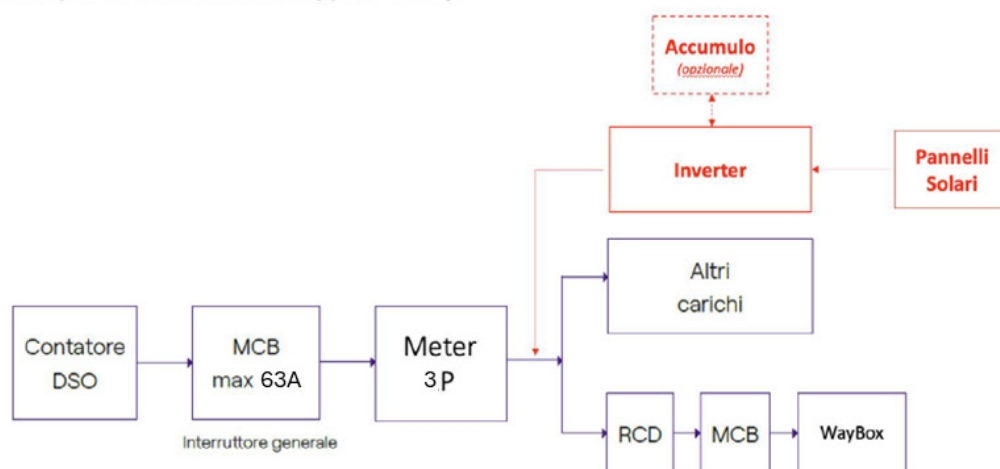 Accumulo
(opzionale)
Inverter
Pannelli
Solari
Altri
carichi
Contatore
DSO
MCB
max 63A
Meter
3P
Interruttore generale
RCD
MCB
WayBox